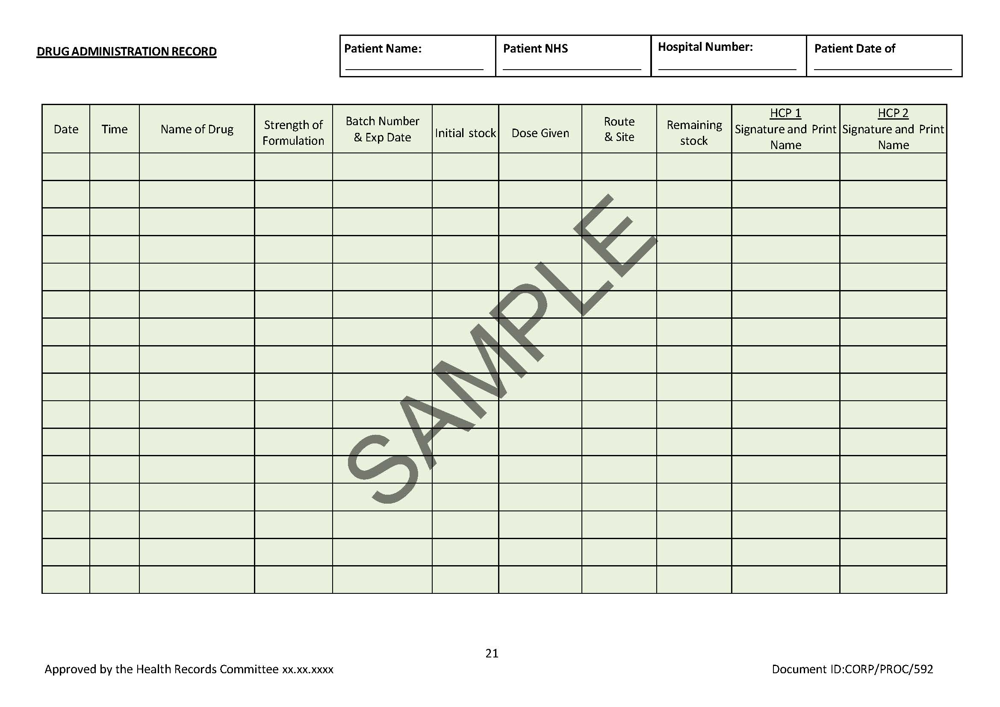 DRUG ADMINISTRATION RECORD
Patient Name:
Patient NHS
Hospital Number:
Patient Date of
Date
Time
Name of Drug
Strength of
Formulation
Batch Number
& Exp Date
Initial stock
Dose Given
Route
& Site
Remaining
stock
HCP 1
Signature and Print
Name
HCP 2
Signature and Print
Name
SAMPLE
21
Approved by the Health Records Committee xx.xx.xxxx
Document ID:CORP/PROC/592